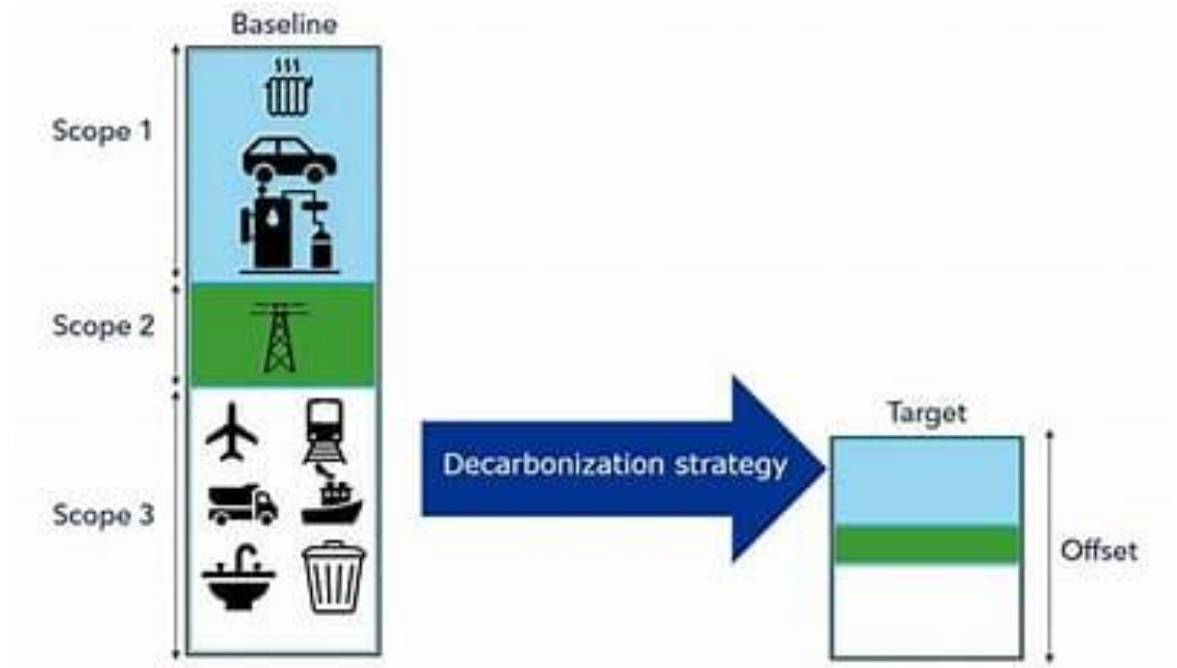 Baseline
Scope 1
Scope 2
Scope 3
Decarbonization strategy
Target
Offset